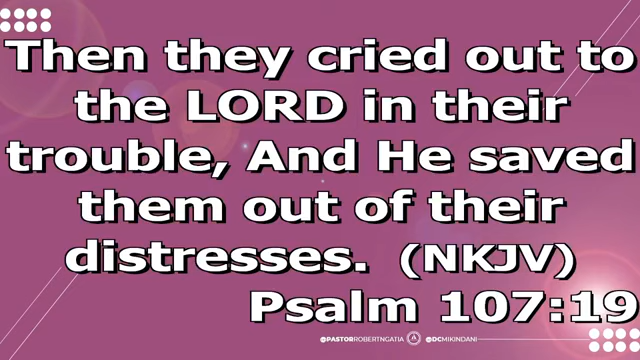 Then they cried out to
the LORD in their
trouble, And He saved
them out of their
distresses. (NKJV)
Psalm 107:19
@PASTORROBERTNGATIA @DCMIKINDANI